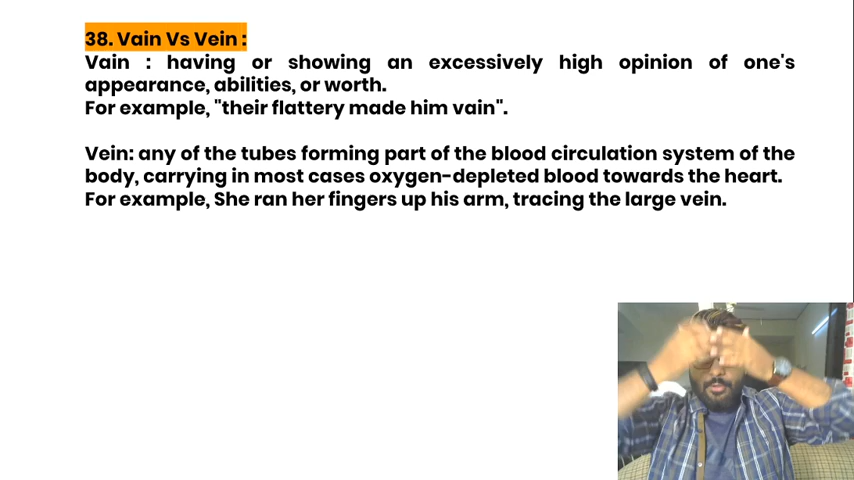 38. Vain Vs Vein :
Vain : having or showing an excessively high opinion of one's
appearance, abilities, or worth.
For example, "their flattery made him vain".
Vein: any of the tubes forming part of the blood circulation system of the
body, carrying in most cases oxygen-depleted blood towards the heart.
For example, She ran her fingers up his arm, tracing the large vein.